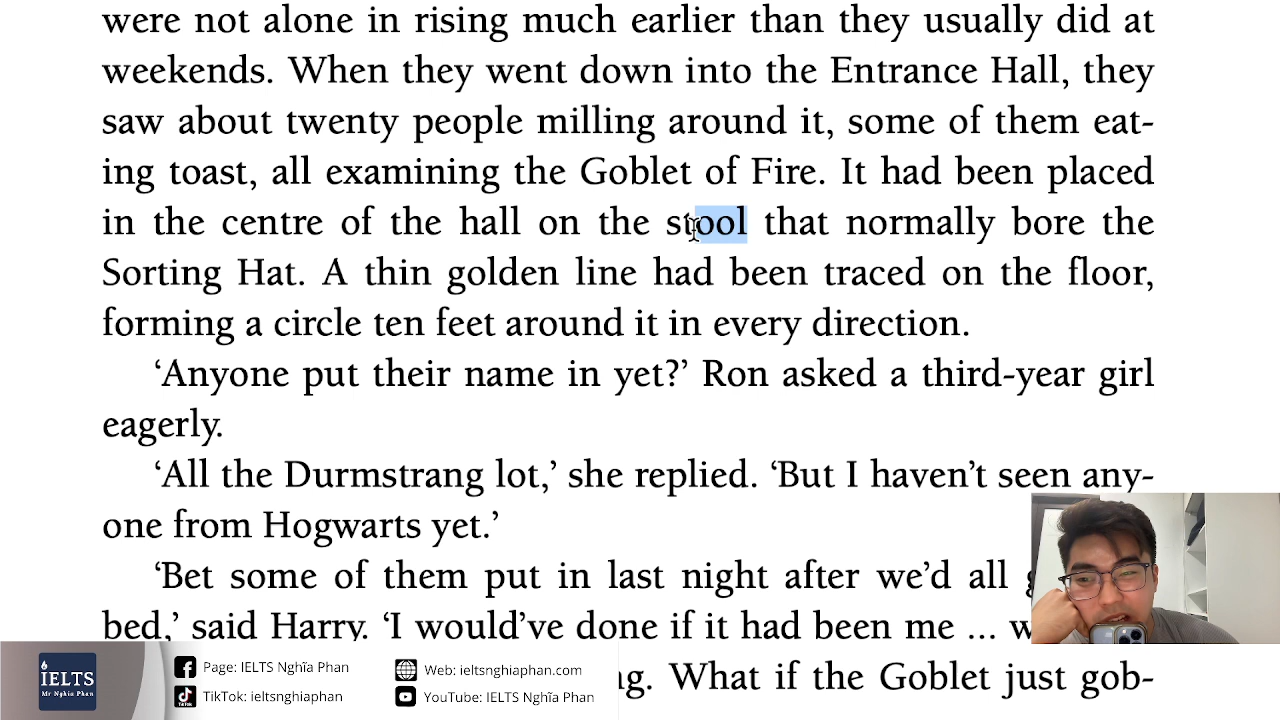 were not alone in rising much earlier than they usually did at
weekends. When they went down into the Entrance Hall, they
saw about twenty people milling around it, some of them eat-
ing toast, all examining the Goblet of Fire. It had been placed
in the centre of the hall on the stool that normally bore the
Sorting Hat. A thin golden line had been traced on the floor,
forming a circle ten feet around it in every direction.
‘Anyone put their name in yet?’ Ron asked a third-year girl
eagerly.
‘All the Durmstrang lot,’ she replied. ‘But I haven’t seen any-
one from Hogwarts yet.’
‘Bet some of them put in last night after we’d all
bed,’ said Harry. ‘I would’ve done if it had been me ...
What if the Goblet just gob-
IELTS
Mr Nghia Phan
Page: IELTS Nghĩa Phan
TikTok: ieltsnghiaphan
Web: ieltsnghiaphan.com
YouTube: IELTS Nghĩa Phan